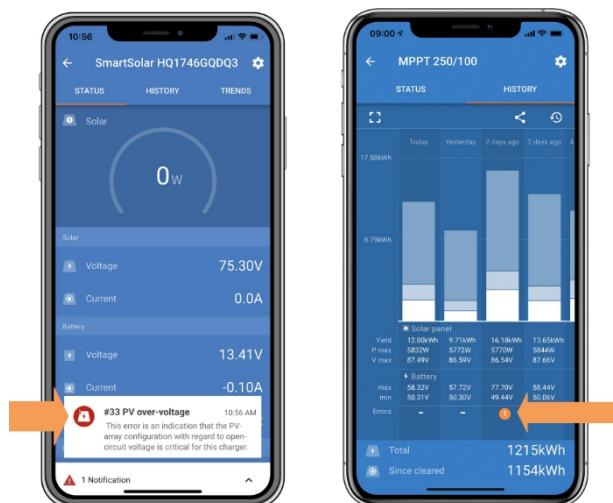 10:56
SmartSolar HQ1746GQDQ3
STATUS HISTORY TRENDS
Solar
0W
Solar
Voltage 75.30V
Current 0.0A
Battery
Voltage 13.41V
Current -0.10A
#33 PV over-voltage 10:56 AM
This error is an indication that the PV-
array configuration with regard to open-
circuit voltage is critical for this charger.
1 Notification
09:00
MPPT 250/100
STATUS HISTORY
Today Yesterday 2 days ago 3 days ago 4
17.58kWh
8.79kWh
Solar panel
Yield 12.80kWh 9.71kWh 16.18kWh 13.65kWh
P max 5832W 5772W 5770W 5844W
V max 87.49V 86.59V 86.54V 87.66V
Battery
max 58.32V 57.72V 77.70V 58.44V
min 50.31V 50.30V 49.44V 50.06V
Errors – –
Total 1215kWh
Since cleared 1154kWh